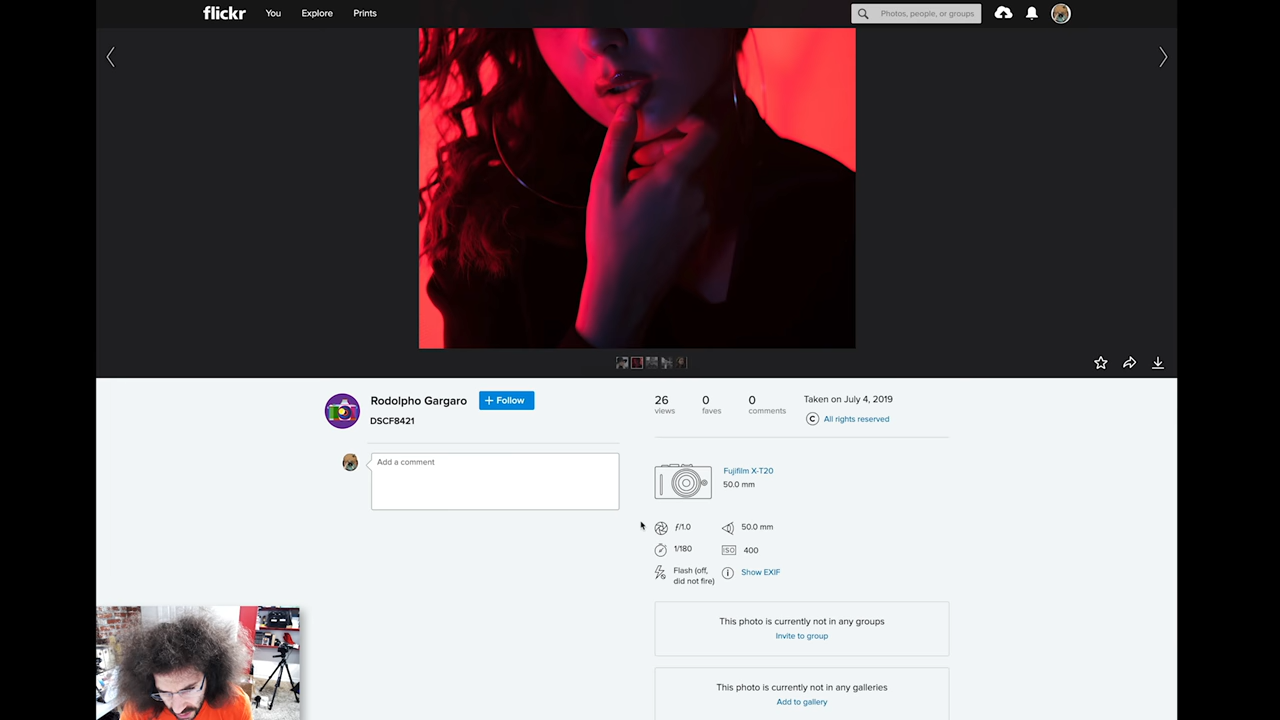 flickr You Explore Prints Photos, people, or groups
Rodolpho Gargaro + Follow
DSCF8421
Add a comment
26 0 0 Taken on July 4, 2019
views faves comments C All rights reserved
Fujifilm X-T20
50.0 mm
ƒ/1.0 50.0 mm
1/180 ISO 400
Flash (off, did not fire) i Show EXIF
This photo is currently not in any groups
Invite to group
This photo is currently not in any galleries
Add to gallery